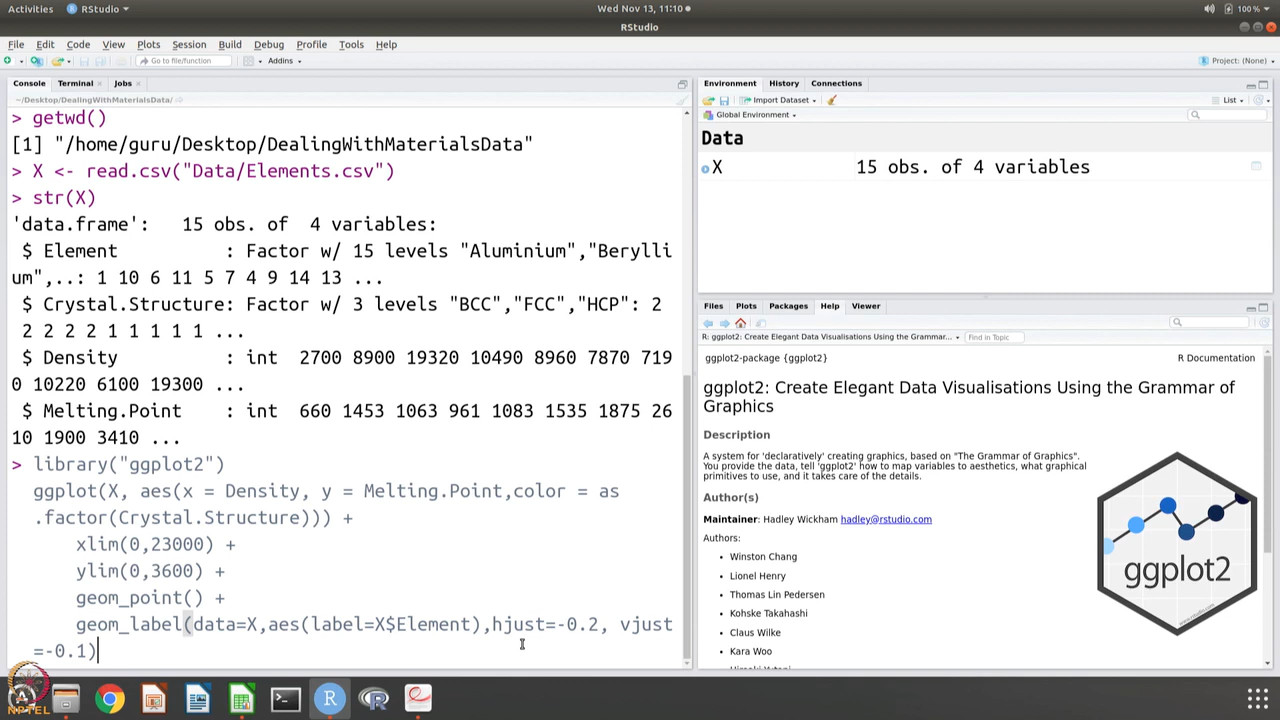 Activities RStudio Wed Nov 13, 11:10 100 %
RStudio
File Edit Code View Plots Session Build Debug Profile Tools Help
Go to file/function Addins Project: (None)
Console Terminal Jobs
~/Desktop/DealingWithMaterialsData/
> getwd()
[1] "/home/guru/Desktop/DealingWithMaterialsData"
> X <- read.csv("Data/Elements.csv")
> str(X)
'data.frame': 15 obs. of 4 variables:
$ Element : Factor w/ 15 levels "Aluminium","Berylli
um",..: 1 10 6 11 5 7 4 9 14 13 ...
$ Crystal.Structure: Factor w/ 3 levels "BCC","FCC","HCP": 2
2 2 2 2 1 1 1 1 1 ...
$ Density : int 2700 8900 19320 10490 8960 7870 719
0 10220 6100 19300 ...
$ Melting.Point : int 660 1453 1063 961 1083 1535 1875 26
10 1900 3410 ...
> library("ggplot2")
ggplot(X, aes(x = Density, y = Melting.Point,color = as
.factor(Crystal.Structure))) +
xlim(0,23000) +
ylim(0,3600) +
geom_point() +
geom_label(data=X,aes(label=X$Element),hjust=-0.2, vjust
=-0.1)
Environment History Connections
Import Dataset List
Global Environment
Data
X 15 obs. of 4 variables
Files Plots Packages Help Viewer
R: ggplot2: Create Elegant Data Visualisations Using the Grammar... Find in Topic
ggplot2-package {ggplot2} R Documentation
ggplot2: Create Elegant Data Visualisations Using the Grammar of
Graphics
Description
A system for 'declaratively' creating graphics, based on "The Grammar of Graphics".
You provide the data, tell 'ggplot2' how to map variables to aesthetics, what graphical
primitives to use, and it takes care of the details.
Author(s)
Maintainer: Hadley Wickham hadley@rstudio.com
Authors:
• Winston Chang
• Lionel Henry
• Thomas Lin Pedersen
• Kohske Takahashi
• Claus Wilke
• Kara Woo
ggplot2
NPTEL